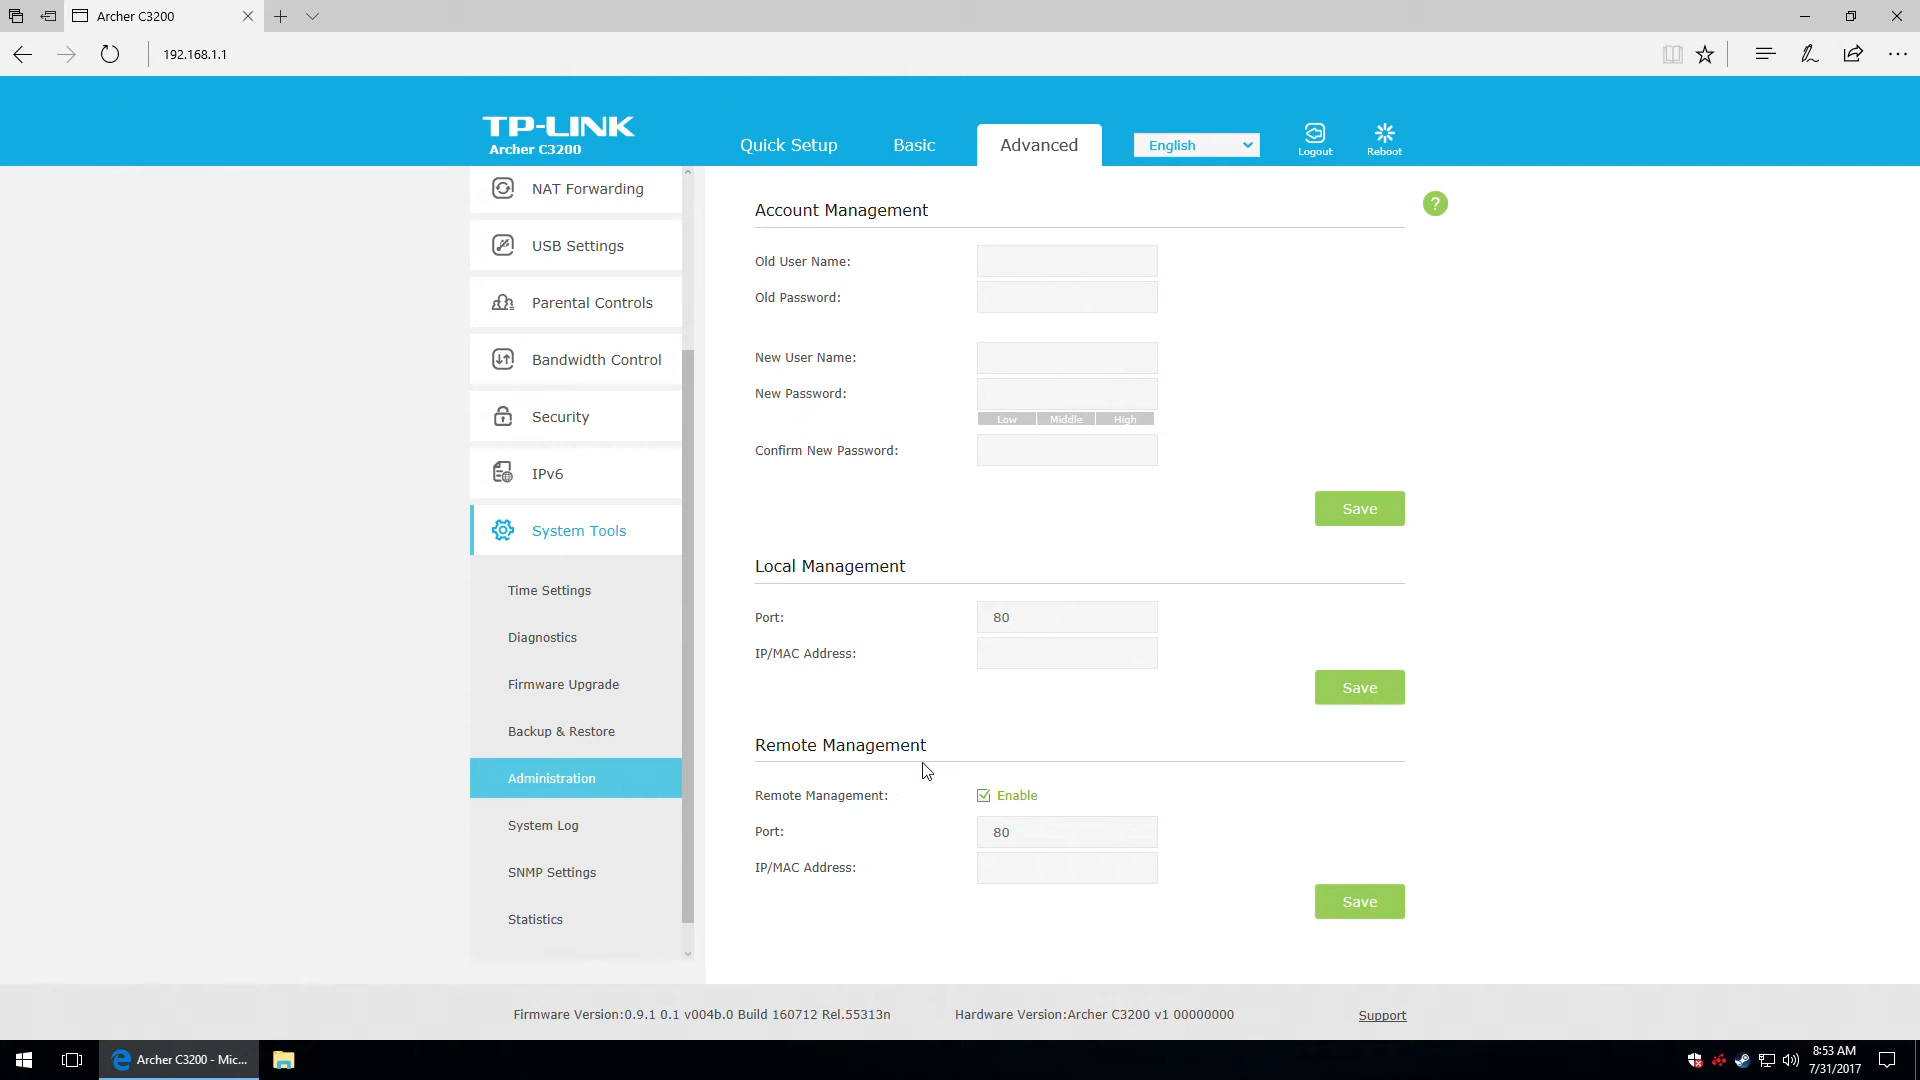 Archer C3200
192.168.1.1
TP-LINK
Archer C3200
Quick Setup
Basic
Advanced
English
Logout
Reboot
NAT Forwarding
USB Settings
Parental Controls
Bandwidth Control
Security
IPv6
System Tools
Time Settings
Diagnostics
Firmware Upgrade
Backup & Restore
Administration
System Log
SNMP Settings
Statistics
Account Management
?
Old User Name:
Old Password:
New User Name:
New Password:
Low Middle High
Confirm New Password:
Save
Local Management
Port: 80
IP/MAC Address:
Save
Remote Management
Remote Management: Enable
Port: 80
IP/MAC Address:
Save
Firmware Version:0.9.1 0.1 v004b.0 Build 160712 Rel.55313n
Hardware Version:Archer C3200 v1 00000000
Support
Archer C3200 - Mic...
8:53 AM
7/31/2017